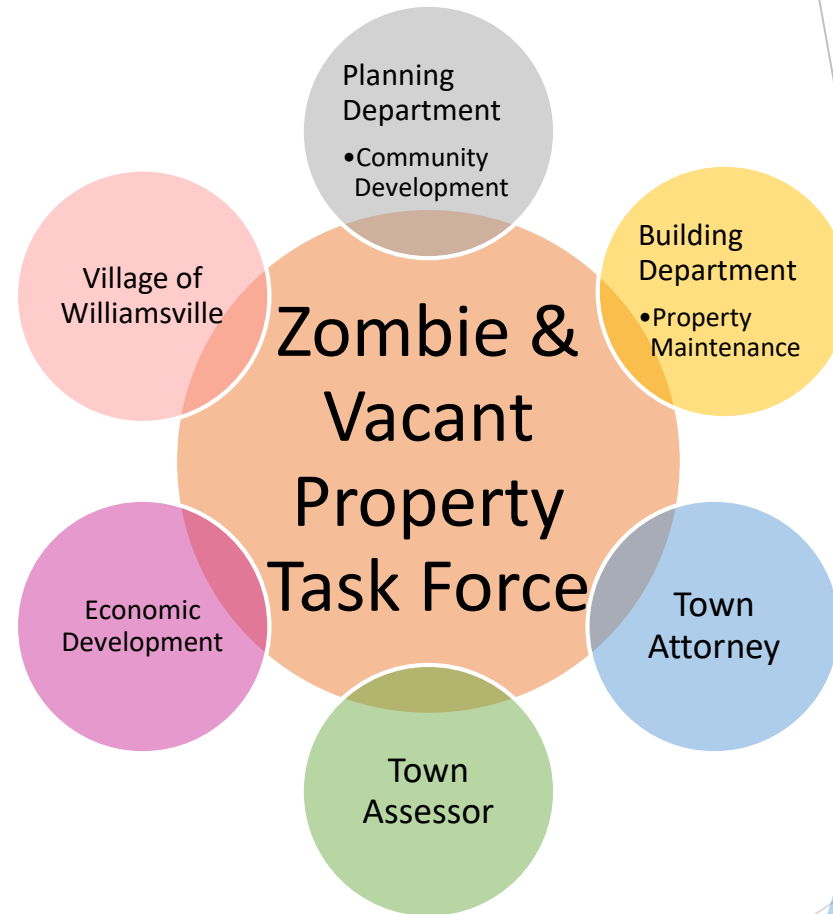 Planning
Department
•Community
Development
Building
Department
•Property
Maintenance
Village of
Williamsville
Zombie &
Vacant
Property
Task Force
Economic
Development
Town
Attorney
Town
Assessor